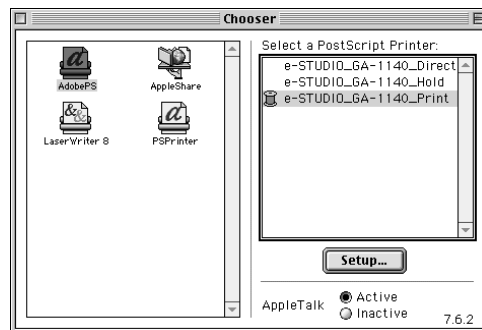 Chooser
AdobePS
AppleShare
LaserWriter 8
PSPrinter
Select a PostScript Printer:
e-STUDIO_GA-1140_Direct
e-STUDIO_GA-1140_Hold
e-STUDIO_GA-1140_Print
Setup...
AppleTalk
Active
Inactive
7.6.2